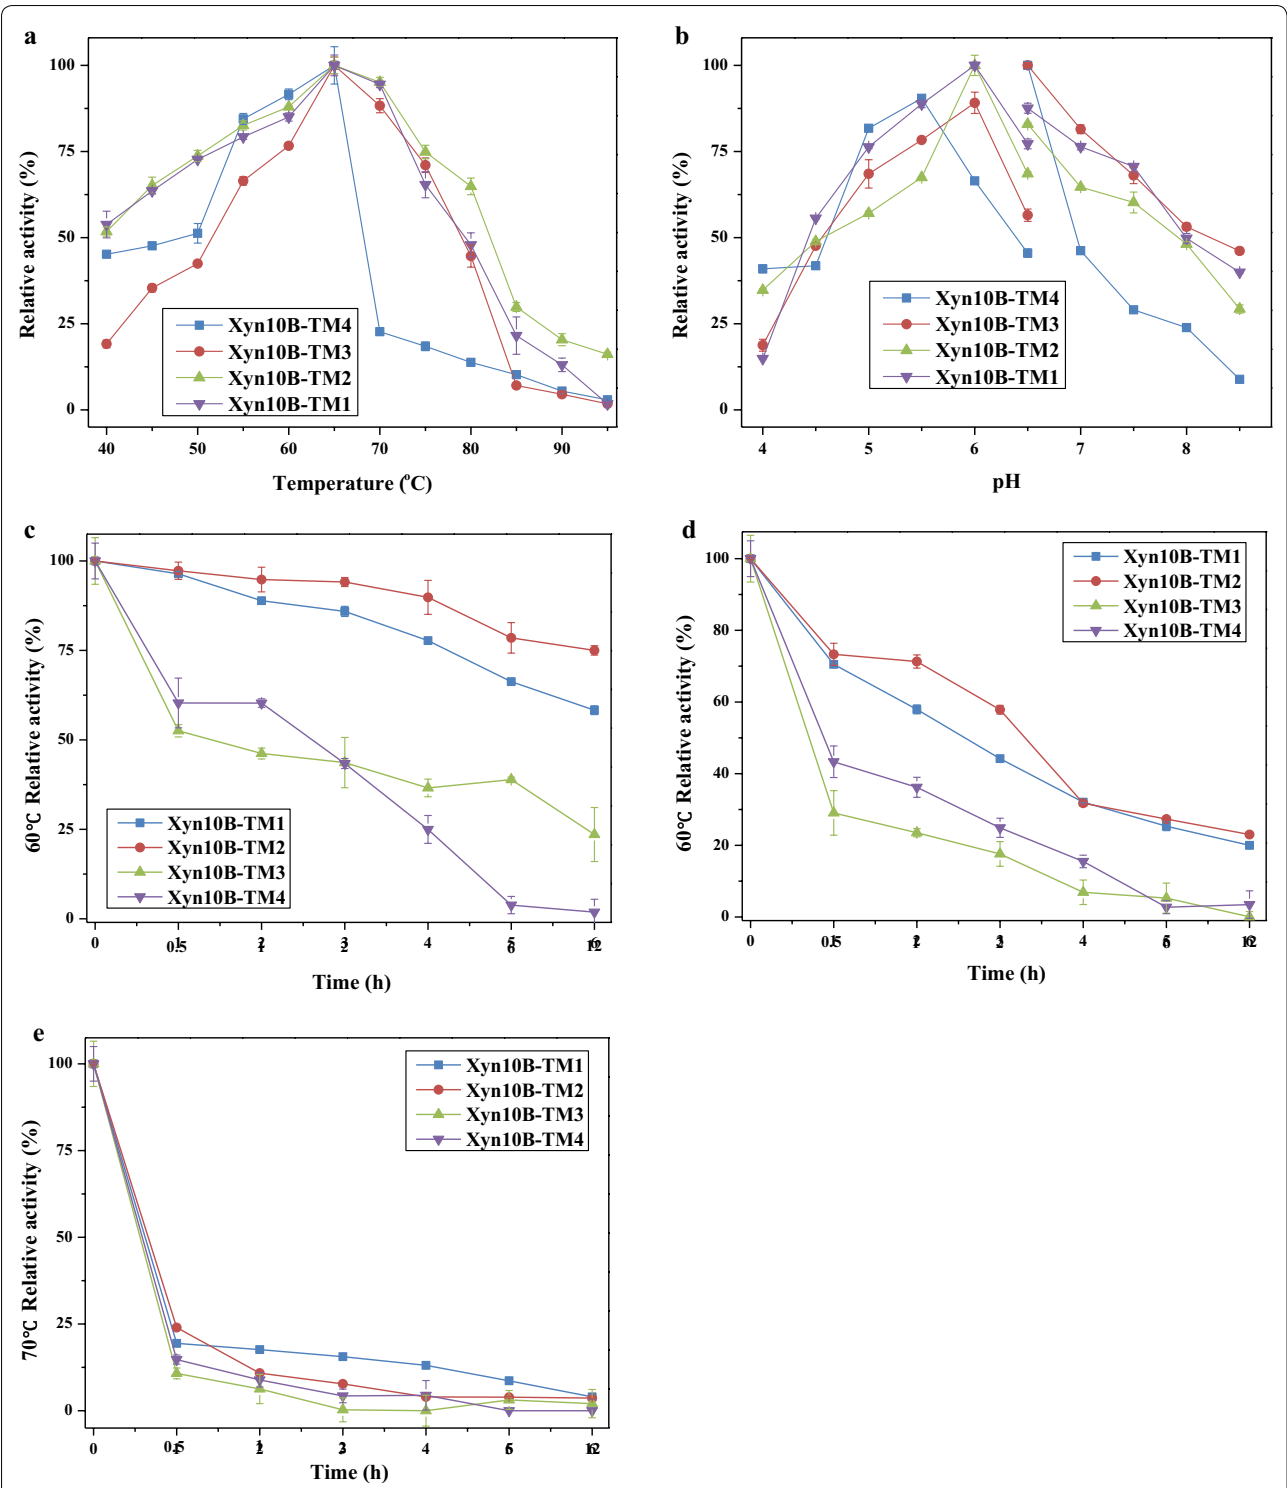 a
Relative activity (%)
100
75
50
25
0
Xyn10B-TM4
Xyn10B-TM3
Xyn10B-TM2
Xyn10B-TM1
40 50 60 70 80 90
Temperature (°C)
b
Relative activity (%)
100
75
50
25
0
Xyn10B-TM4
Xyn10B-TM3
Xyn10B-TM2
Xyn10B-TM1
4 5 6 7 8
pH
c
60℃ Relative activity (%)
100
75
50
25
0
Xyn10B-TM1
Xyn10B-TM2
Xyn10B-TM3
Xyn10B-TM4
0 0.5 4
Time (h)
d
60℃ Relative activity (%)
100
80
60
40
20
0
Xyn10B-TM1
Xyn10B-TM2
Xyn10B-TM3
Xyn10B-TM4
0 4
Time (h)
e
70℃ Relative activity (%)
100
75
50
25
0
Xyn10B-TM1
Xyn10B-TM2
Xyn10B-TM3
Xyn10B-TM4
0 0.5 4
Time (h)